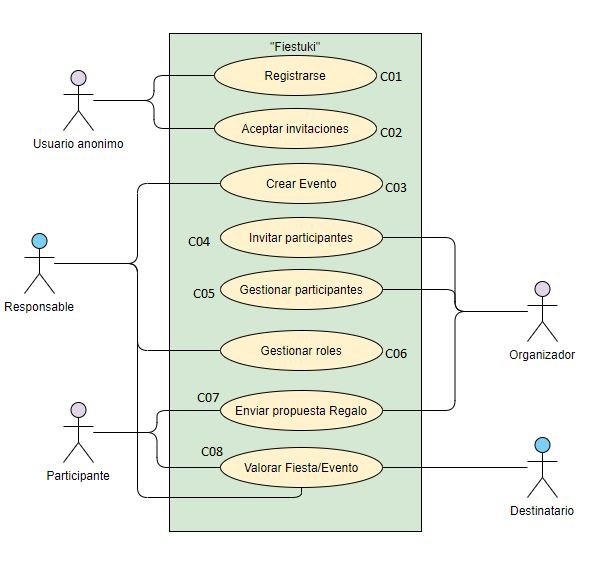 "Fiestuki"
Registrarse
C01
Usuario anonimo
Aceptar invitaciones
C02
Crear Evento
C03
C04
Invitar participantes
Responsable
C05
Gestionar participantes
Organizador
Gestionar roles
C06
C07
Enviar propuesta Regalo
Participante
C08
Valorar Fiesta/Evento
Destinatario